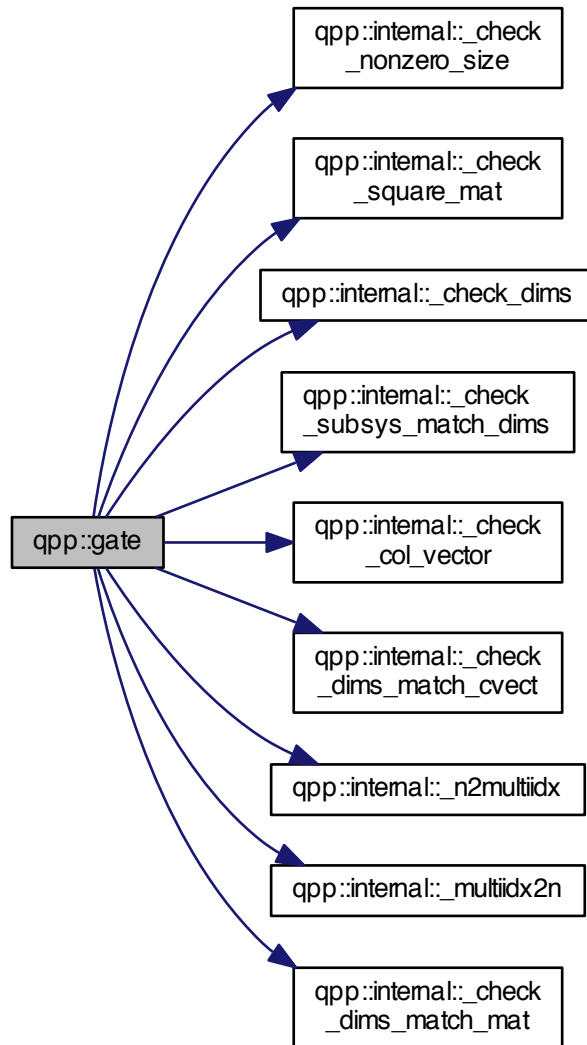 qpp::internal::_check
_nonzero_size
qpp::internal::_check
_square_mat
qpp::internal::_check_dims
qpp::internal::_check
_subsys_match_dims
qpp::gate
qpp::internal::_check
_col_vector
qpp::internal::_check
_dims_match_cvect
qpp::internal::_n2multiidx
qpp::internal::_multiidx2n
qpp::internal::_check
_dims_match_mat